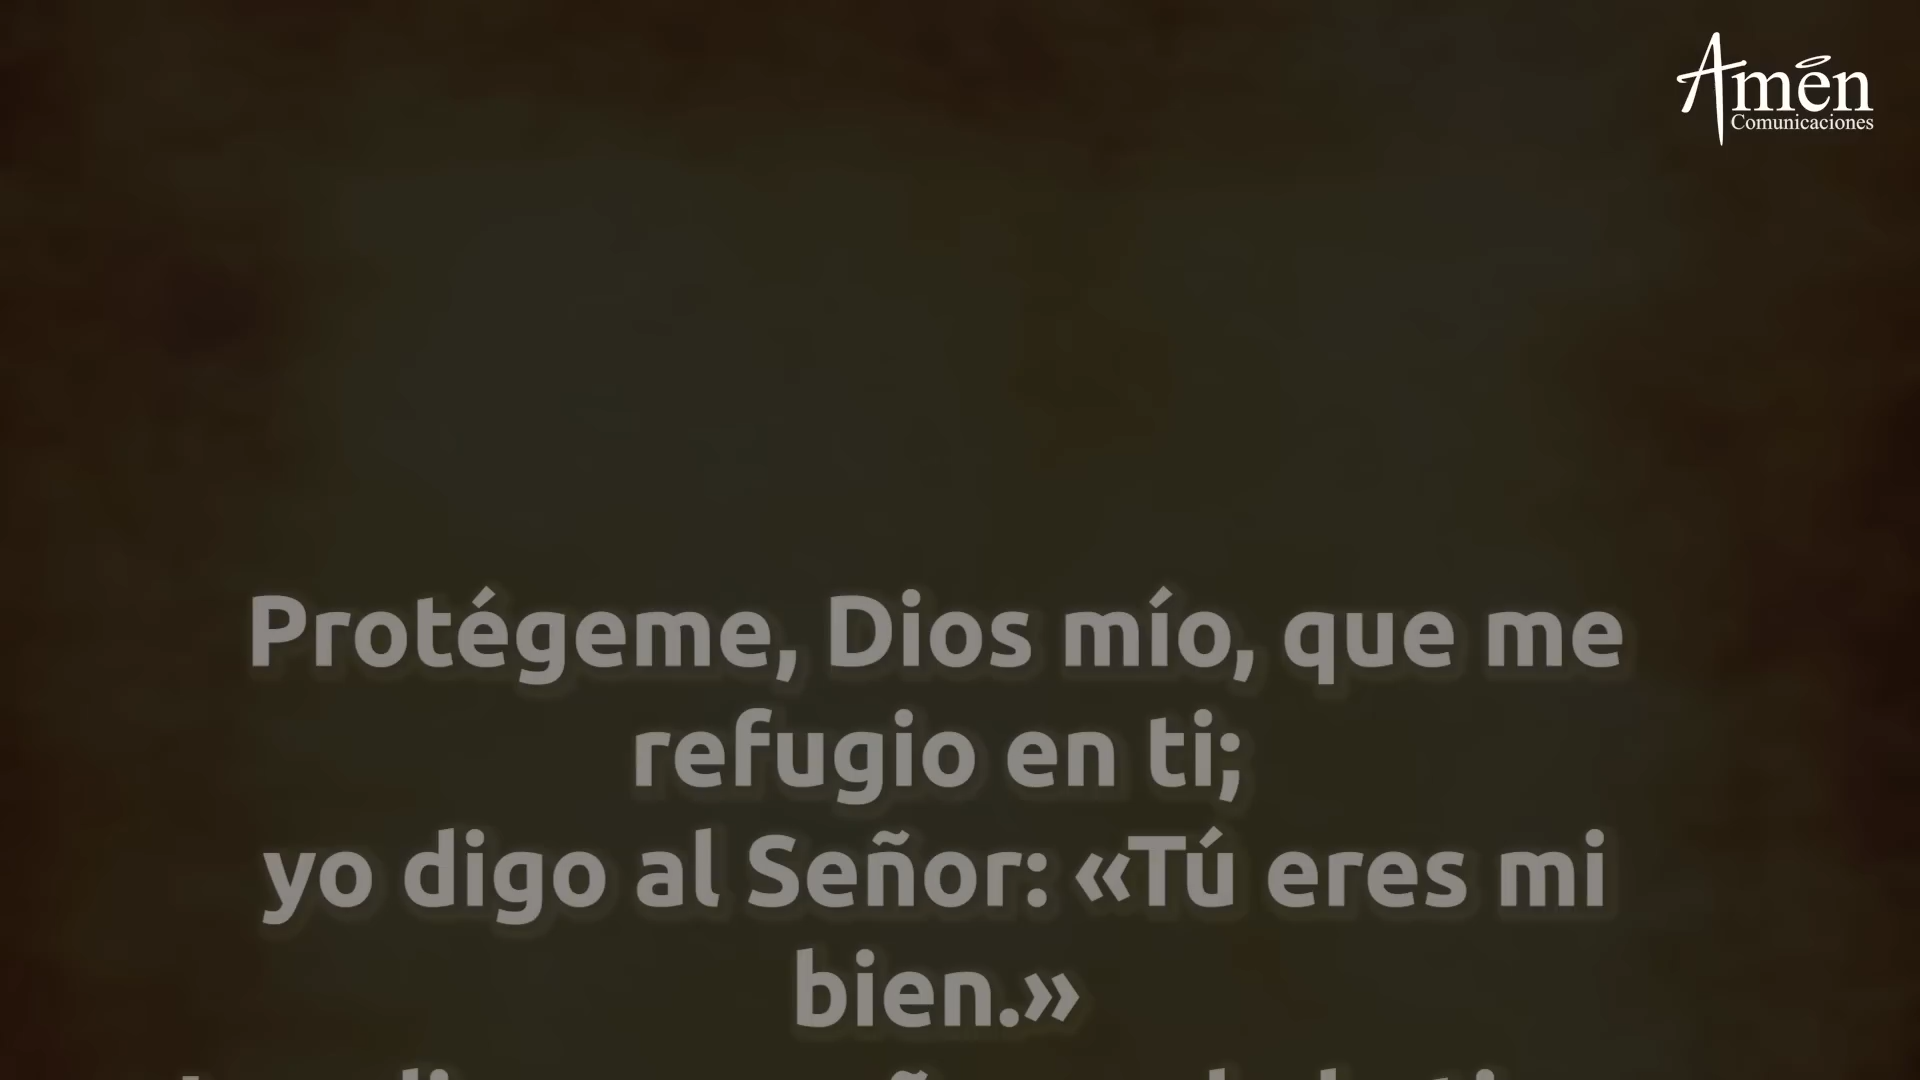 Amén
Comunicaciones
Protégeme, Dios mío, que me
refugio en ti;
yo digo al Señor: «Tú eres mi
bien.»